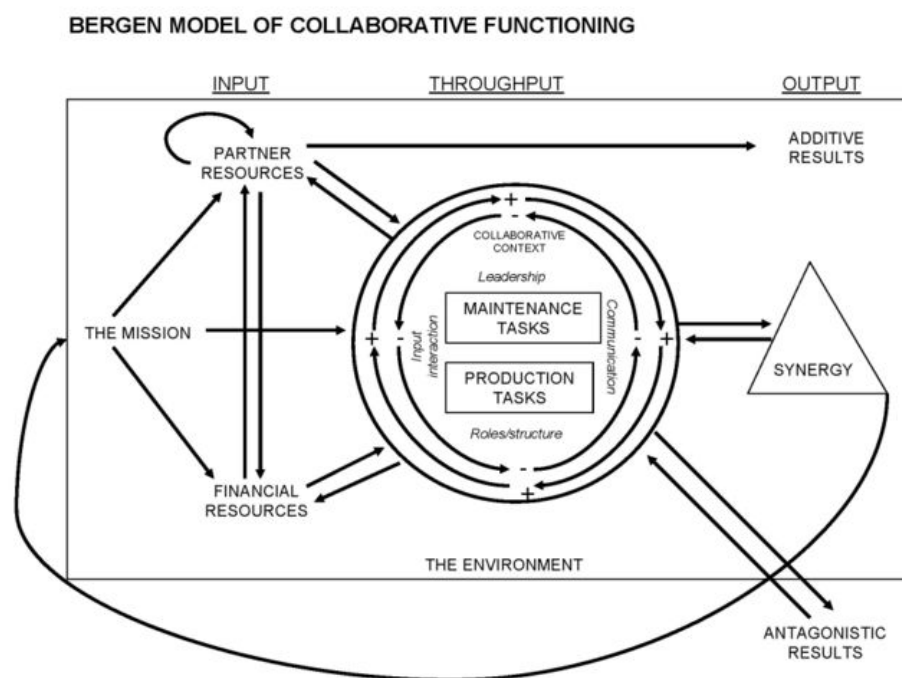 BERGEN MODEL OF COLLABORATIVE FUNCTIONING
INPUT
THROUGHPUT
OUTPUT
PARTNER
RESOURCES
ADDITIVE
RESULTS
+
-
COLLABORATIVE
CONTEXT
Leadership
MAINTENANCE
TASKS
THE MISSION
+
-
Input
interaction
Communication
-
+
PRODUCTION
TASKS
SYNERGY
Roles/structure
-
+
FINANCIAL
RESOURCES
THE ENVIRONMENT
ANTAGONISTIC
RESULTS